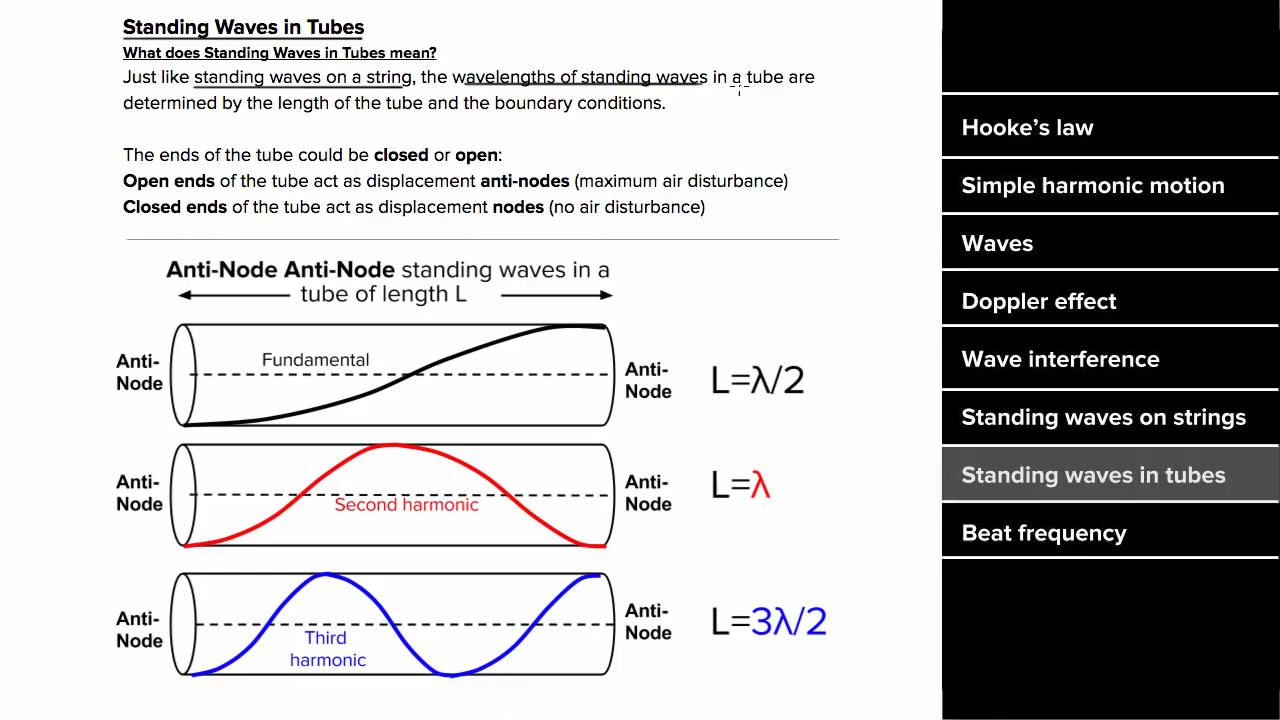 Standing Waves in Tubes
What does Standing Waves in Tubes mean?
Just like standing waves on a string, the wavelengths of standing waves in a tube are
determined by the length of the tube and the boundary conditions.
The ends of the tube could be closed or open:
Open ends of the tube act as displacement anti-nodes (maximum air disturbance)
Closed ends of the tube act as displacement nodes (no air disturbance)
Anti-Node Anti-Node standing waves in a
tube of length L
Anti-
Node
Fundamental
Anti-
Node
L=λ/2
Anti-
Node
Second harmonic
Anti-
Node
L=λ
Anti-
Node
Third
harmonic
Anti-
Node
L=3λ/2
Hooke’s law
Simple harmonic motion
Waves
Doppler effect
Wave interference
Standing waves on strings
Standing waves in tubes
Beat frequency